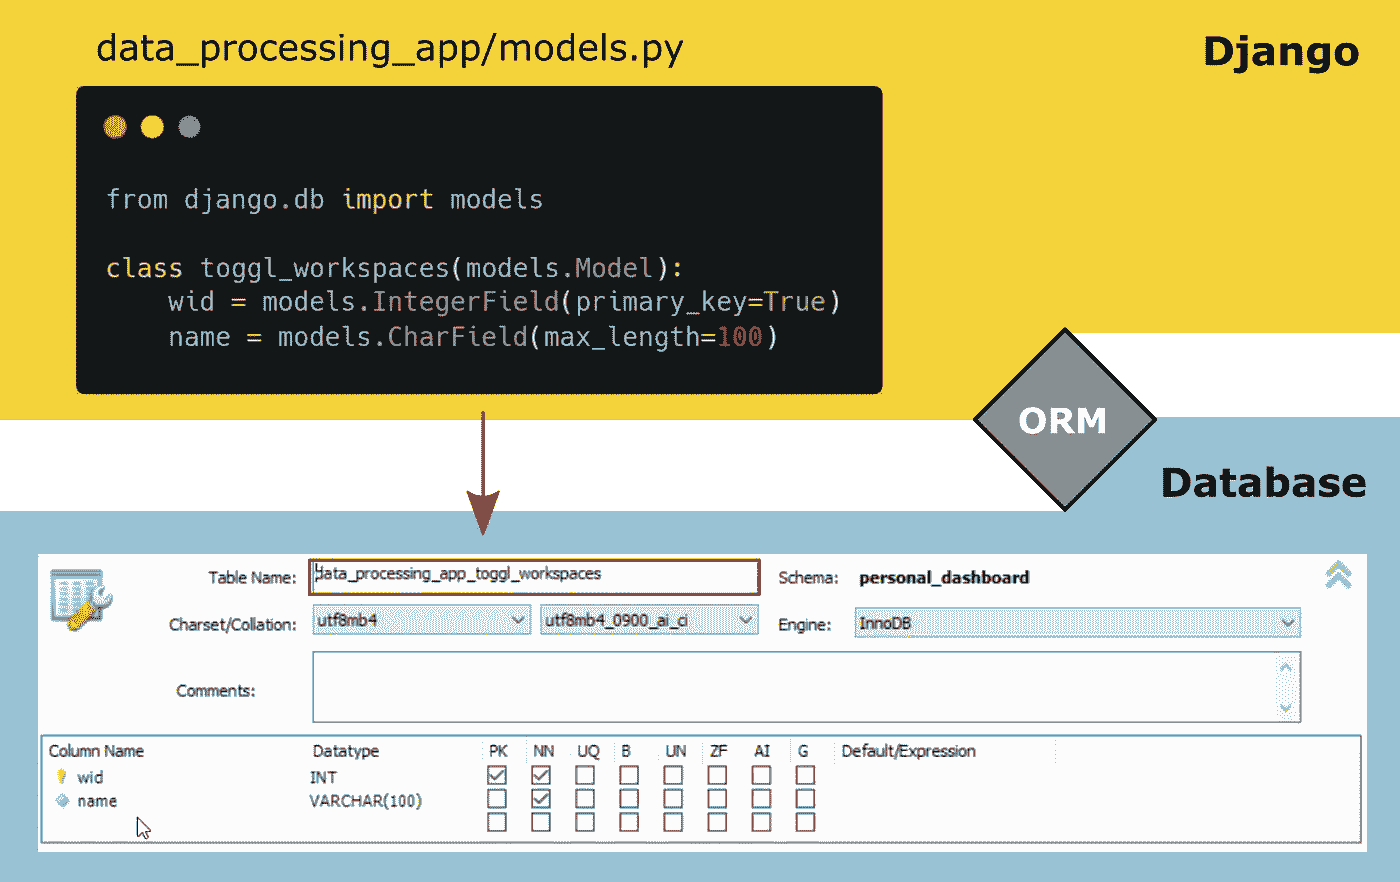 data_processing_app/models.py
Django
from django.db import models
class toggl_workspaces(models.Model):
    wid = models.IntegerField(primary_key=True)
    name = models.CharField(max_length=100)
ORM
Database
Table Name: data_processing_app_toggl_workspaces Schema: personal_dashboard
Charset/Collation: utf8mb4 utf8mb4_0900_ai_ci Engine: InnoDB
Comments:
Column Name Datatype PK NN UQ B UN ZF AI G Default/Expression
wid INT
name VARCHAR(100)